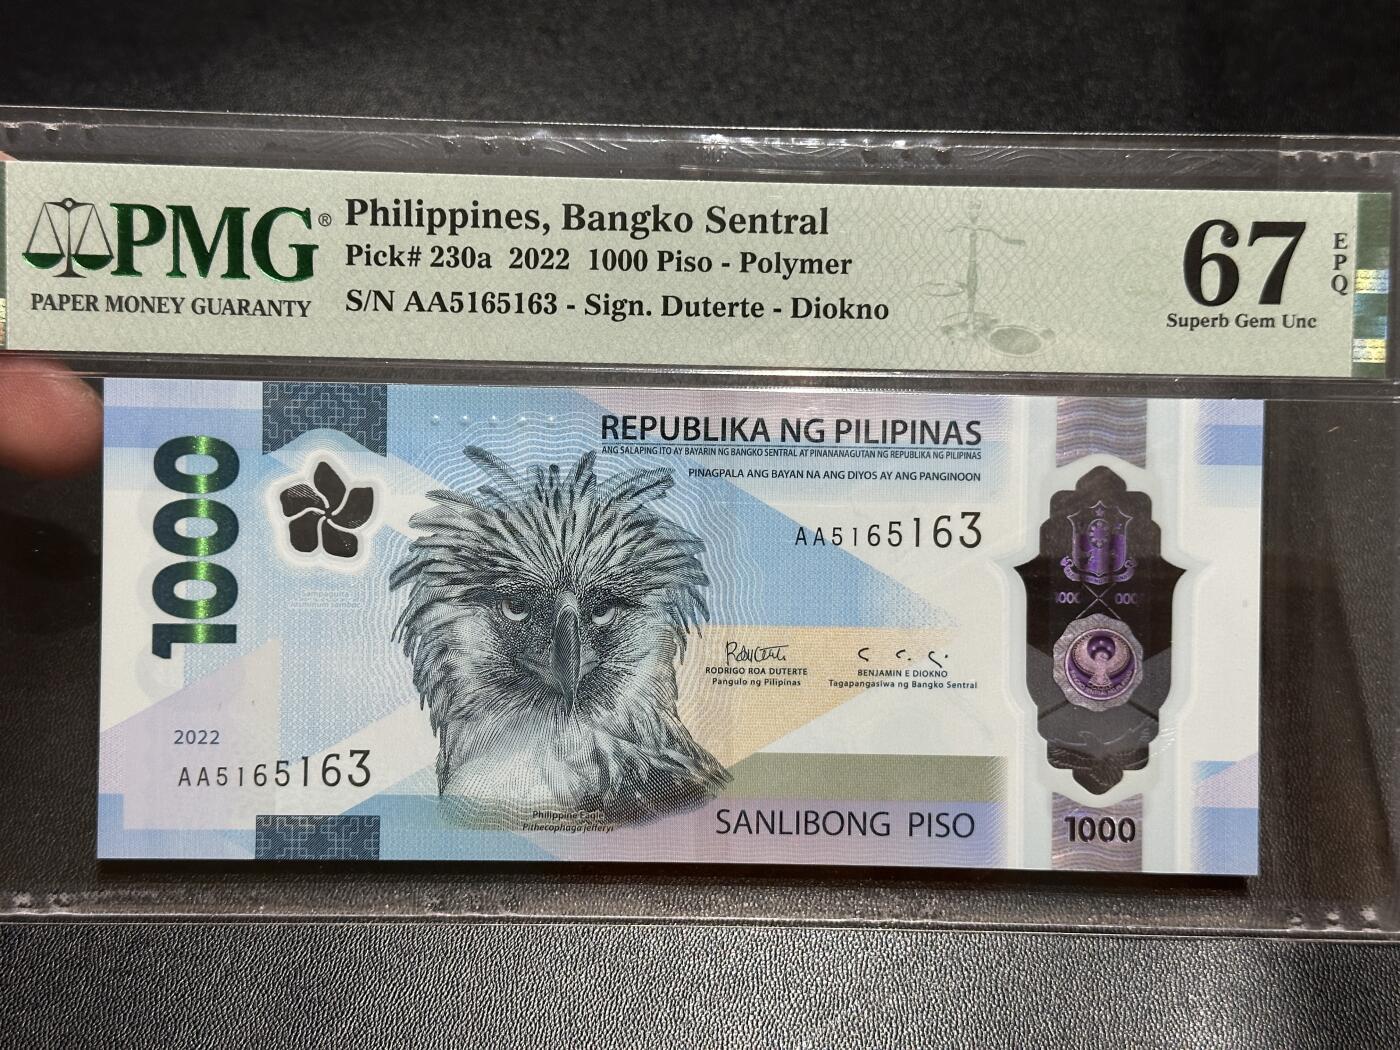 PMG®
PAPER MONEY GUARANTY
Philippines, Bangko Sentral
Pick# 230a 2022 1000 Piso - Polymer
S/N AA5165163 - Sign. Duterte - Diokno
67
EPQ
Superb Gem Unc
1000
REPUBLIKA NG PILIPINAS
ANG SALAPING ITO AY BAYARIN NG BANGKO SENTRAL AT PINANANAGUTAN NG REPUBLIKA NG PILIPINAS
PINAGPALA ANG BAYAN NA ANG DIYOS AY ANG PANGINOON
AA5165163
Sampaguita
Jasminum sambac
RODRIGO ROA DUTERTE
Pangulo ng Pilipinas
BENJAMIN E DIOKNO
Tagapangasiwa ng Bangko Sentral
2022
AA5165163
Philippine Eagle
Pithecophaga jefferyi
SANLIBONG PISO
1000